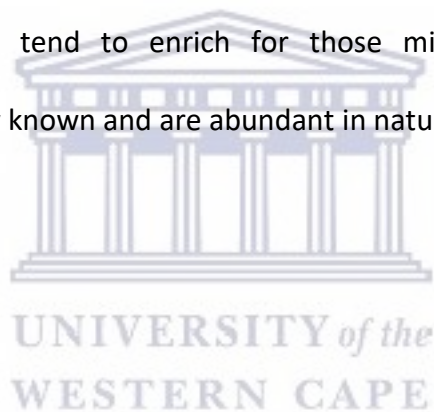 tend to enrich for those mi
known and are abundant in natu
UNIVERSITY of the
WESTERN CAPE